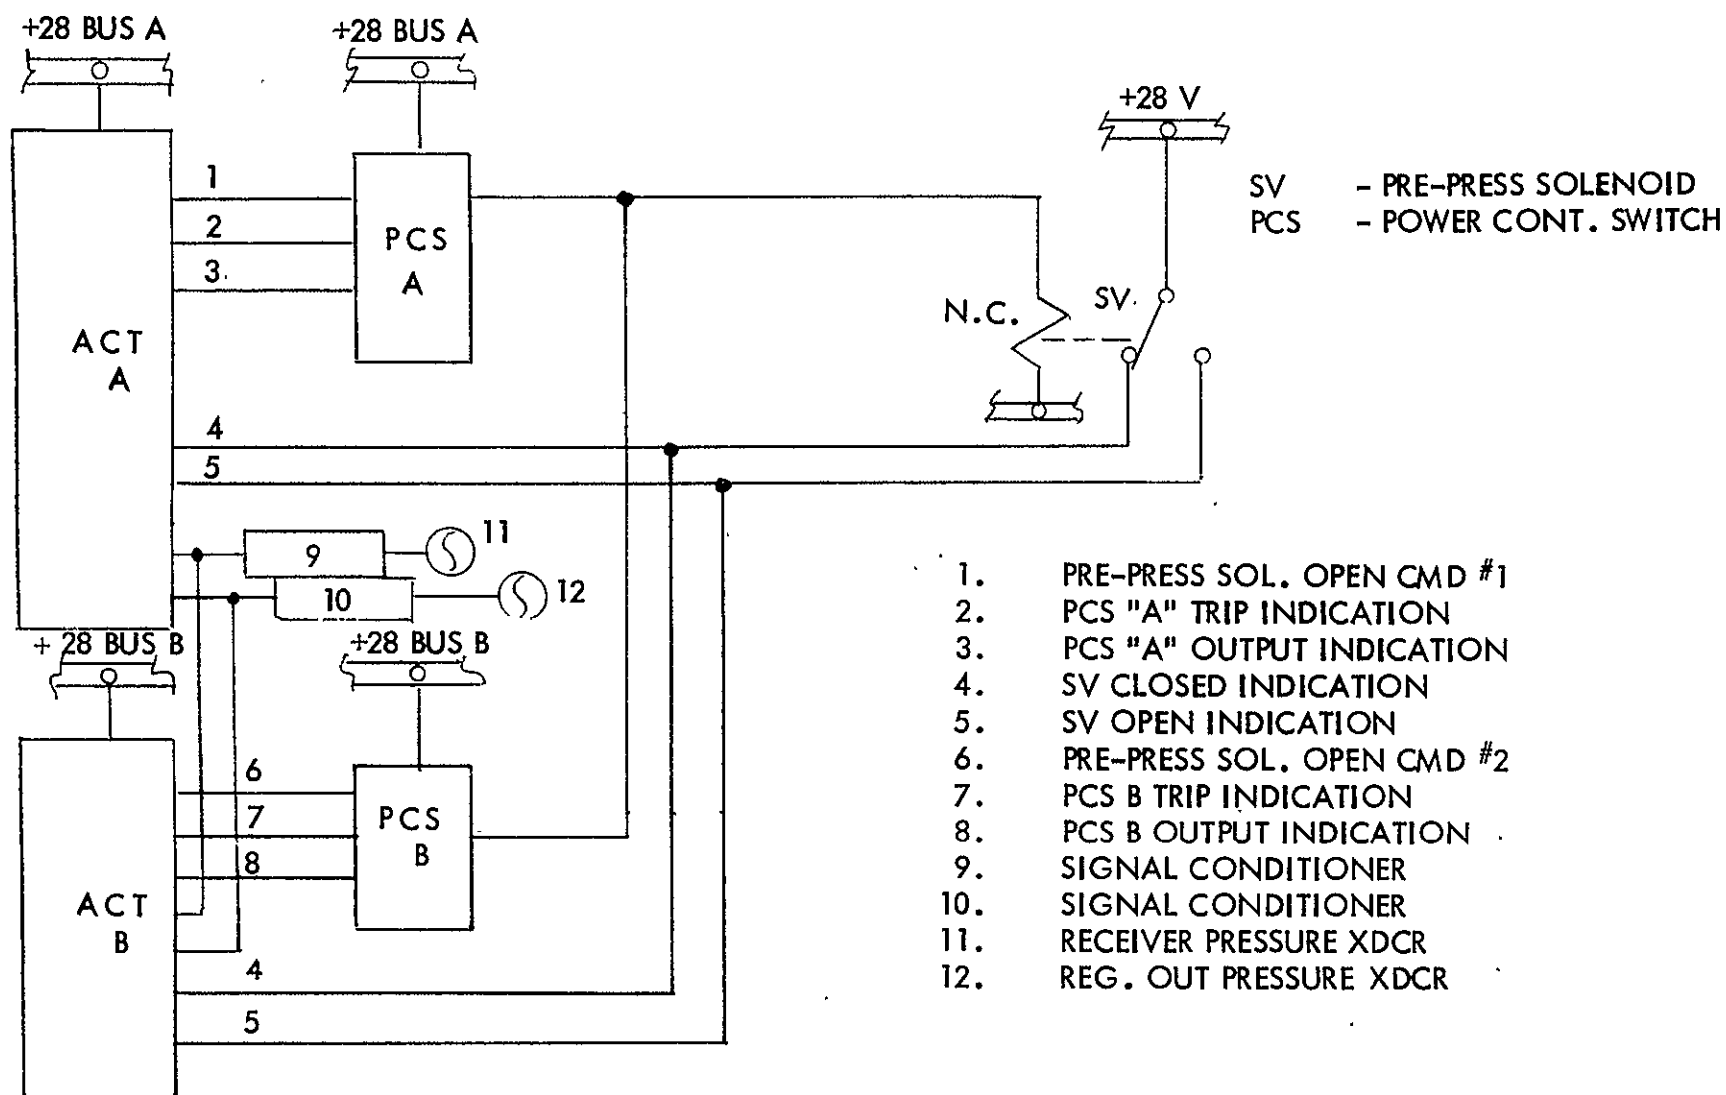 +28 BUS A
+28 BUS A
+28 V
SV - PRE-PRESS SOLENOID
PCS - POWER CONT. SWITCH
1
2
3.
PCS
A
ACT
A
N.C.
SV.
4
5
9
11
10
12
+ 28 BUS B
+28 BUS B
6
7
8
PCS
B
ACT
B
4
5
1. PRE-PRESS SOL. OPEN CMD #1
2. PCS "A" TRIP INDICATION
3. PCS "A" OUTPUT INDICATION
4. SV CLOSED INDICATION
5. SV OPEN INDICATION
6. PRE-PRESS SOL. OPEN CMD #2
7. PCS B TRIP INDICATION
8. PCS B OUTPUT INDICATION
9. SIGNAL CONDITIONER
10. SIGNAL CONDITIONER
11. RECEIVER PRESSURE XDCR
12. REG. OUT PRESSURE XDCR